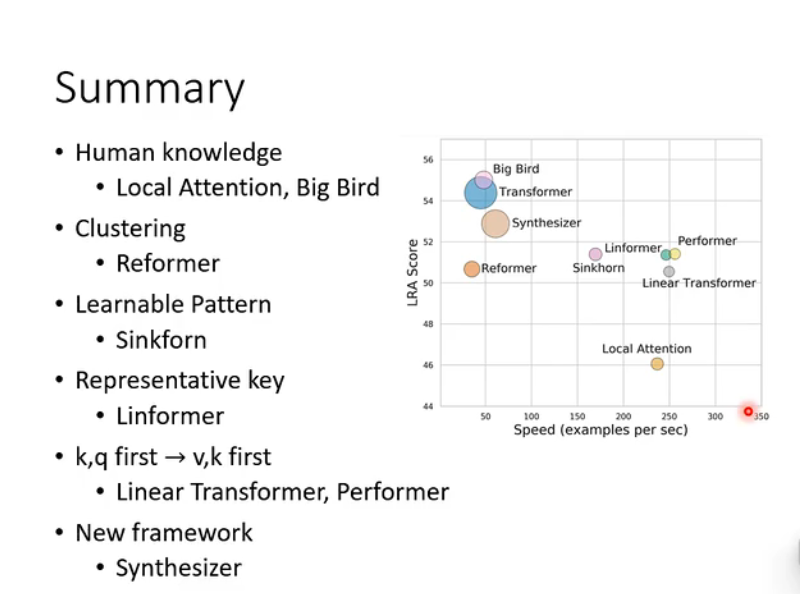 Summary
• Human knowledge
• Local Attention, Big Bird
• Clustering
• Reformer
• Learnable Pattern
• Sinkforn
• Representative key
• Linformer
• k,q first → v,k first
• Linear Transformer, Performer
• New framework
• Synthesizer
LRA Score
56
54
52
50
48
46
44
Big Bird
Transformer
Synthesizer
Linformer
Performer
Reformer
Sinkhorn
Linear Transformer
Local Attention
50 100 150 200 250 300 350
Speed (examples per sec)